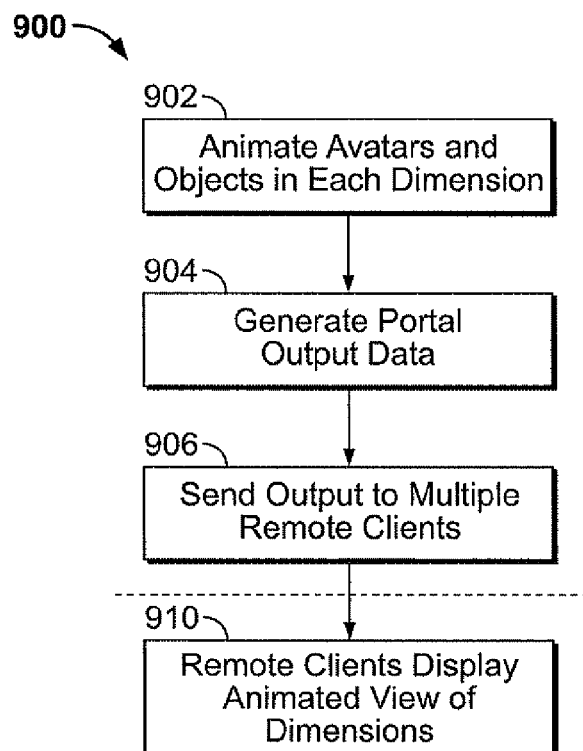 900
902
Animate Avatars and
Objects in Each Dimension
904
Generate Portal
Output Data
906
Send Output to Multiple
Remote Clients
910
Remote Clients Display
Animated View of
Dimensions